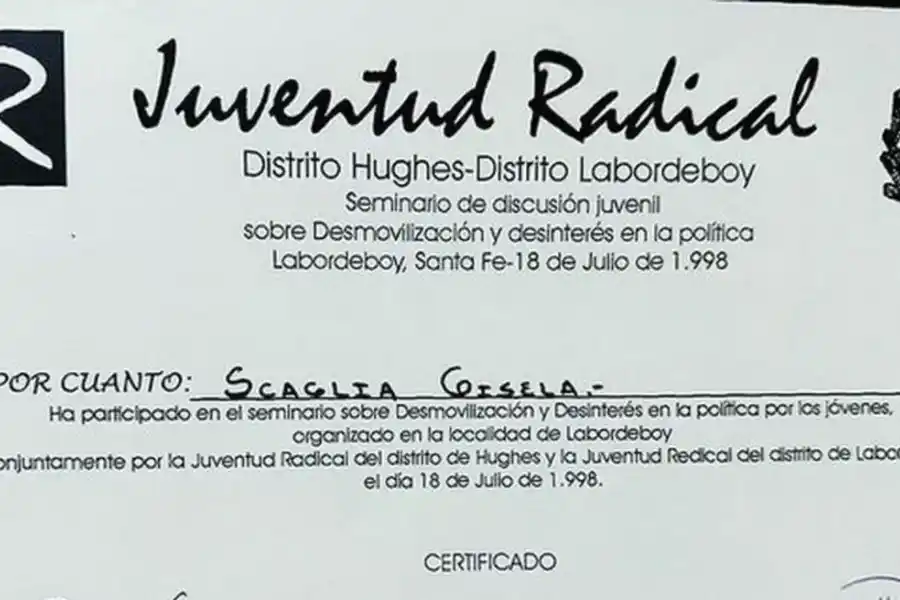 R
Juventud Radical
Distrito Hughes-Distrito Labordeboy
Seminario de discusión juvenil
sobre Desmovilización y desinterés en la política
Labordeboy, Santa Fe-18 de Julio de 1.998
POR CUANTO: SCAGLIA GISELA.-
Ha participado en el seminario sobre Desmovilización y Desinterés en la política por los jóvenes,
organizado en la localidad de Labordeboy
onjuntamente por la Juventud Radical del distrito de Hughes y la Juventud Redical del distrito de Labo
el día 18 de Julio de 1.998.
CERTIFICADO